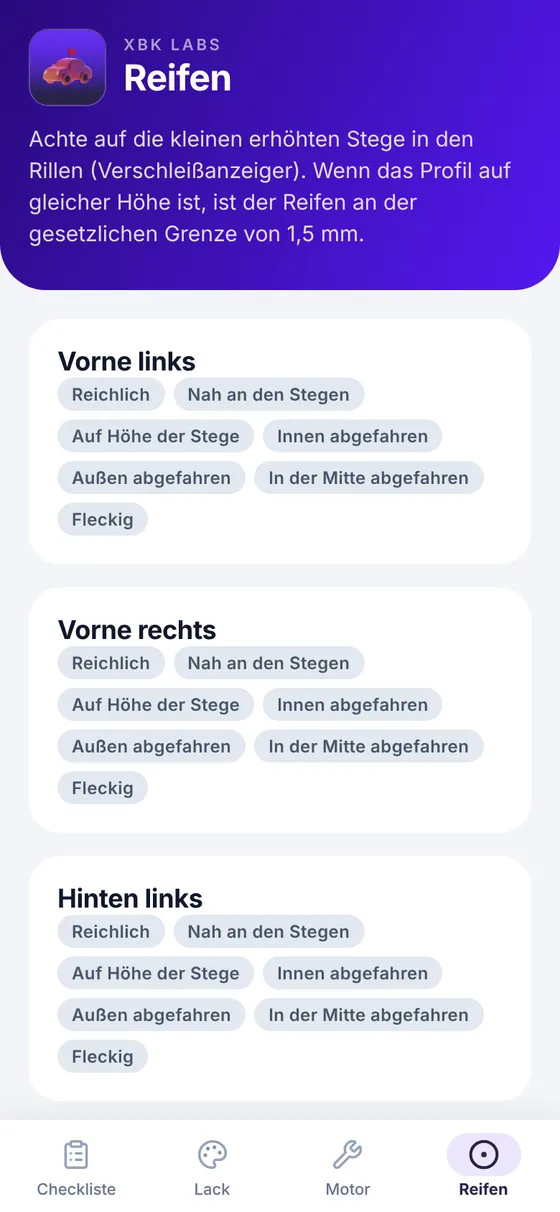 XBK LABS
Reifen
Achte auf die kleinen erhöhten Stege in den
Rillen (Verschleißanzeiger). Wenn das Profil auf
gleicher Höhe ist, ist der Reifen an der
gesetzlichen Grenze von 1,5 mm.
Vorne links
Reichlich Nah an den Stegen
Auf Höhe der Stege Innen abgefahren
Außen abgefahren In der Mitte abgefahren
Fleckig
Vorne rechts
Reichlich Nah an den Stegen
Auf Höhe der Stege Innen abgefahren
Außen abgefahren In der Mitte abgefahren
Fleckig
Hinten links
Reichlich Nah an den Stegen
Auf Höhe der Stege Innen abgefahren
Außen abgefahren In der Mitte abgefahren
Fleckig
Checkliste Lack Motor Reifen